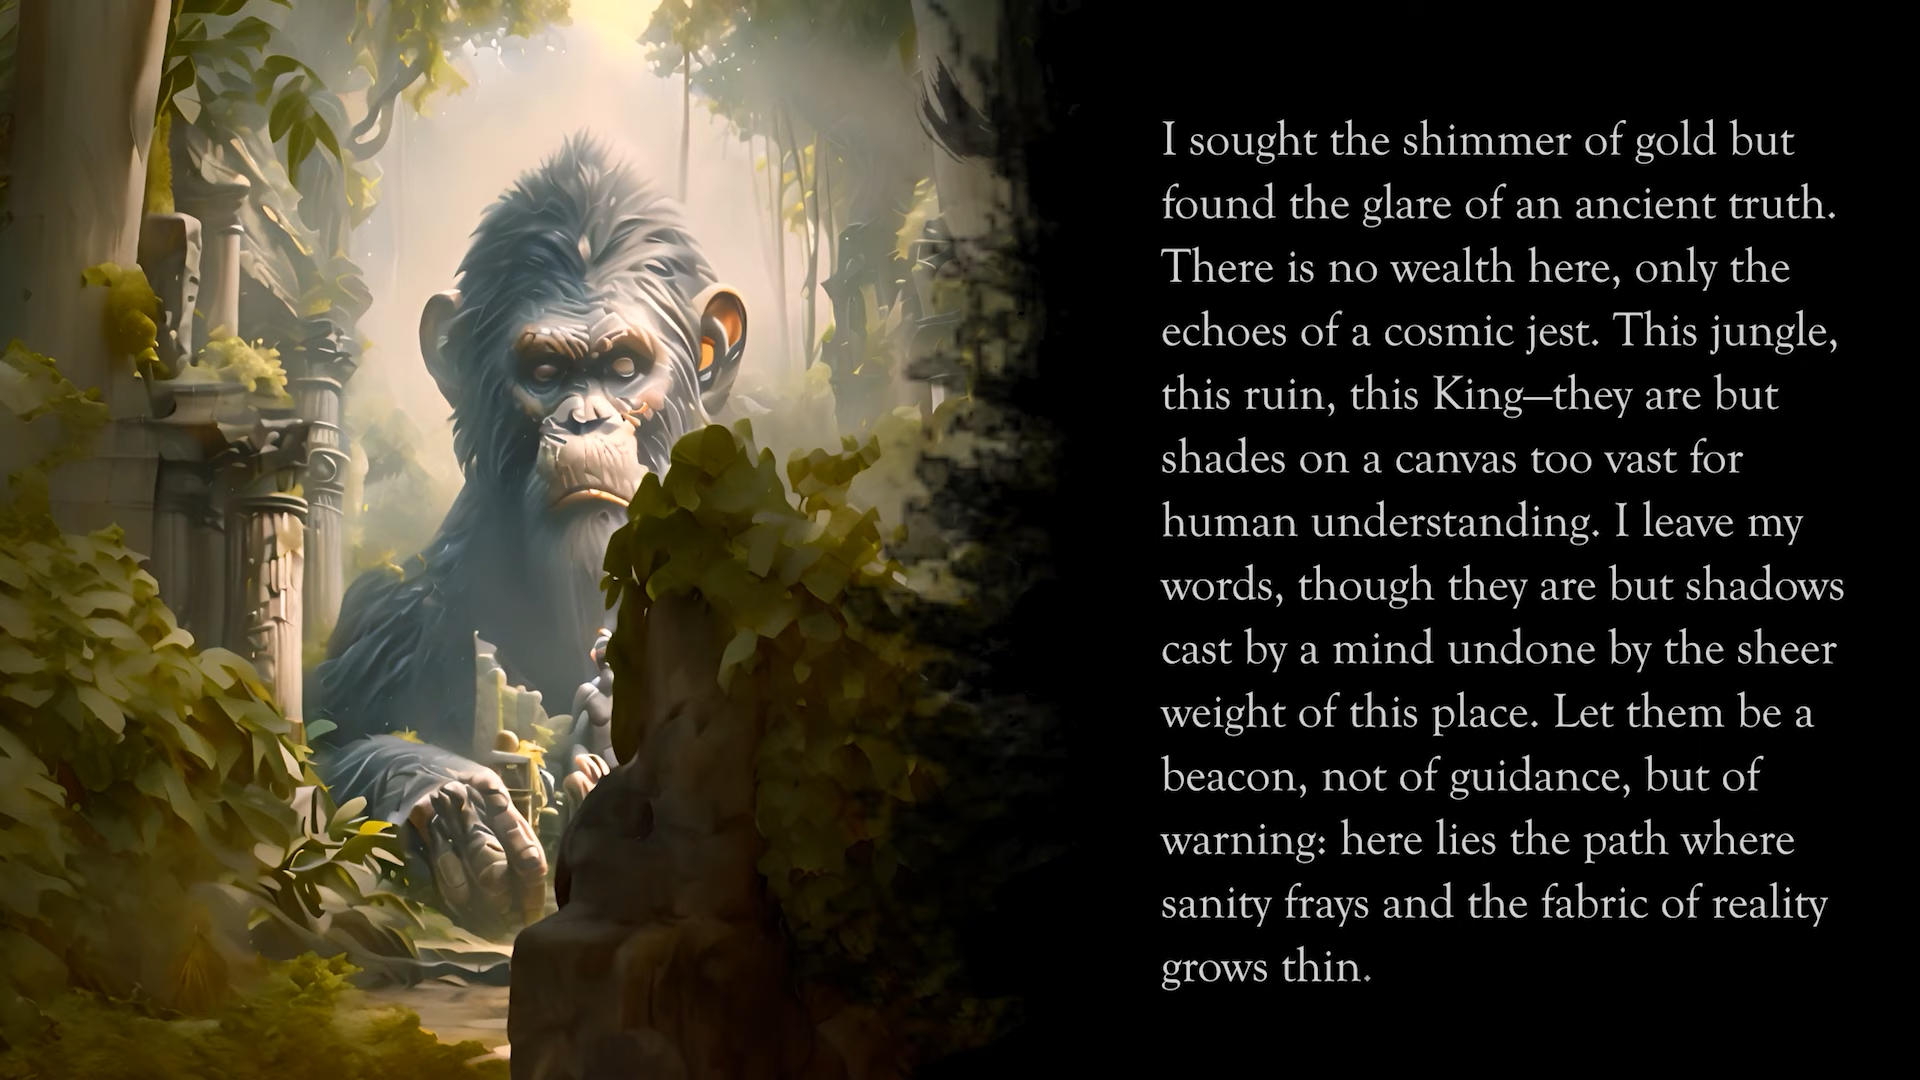 I sought the shimmer of gold but
found the glare of an ancient truth.
There is no wealth here, only the
echoes of a cosmic jest. This jungle,
this ruin, this King—they are but
shades on a canvas too vast for
human understanding. I leave my
words, though they are but shadows
cast by a mind undone by the sheer
weight of this place. Let them be a
beacon, not of guidance, but of
warning: here lies the path where
sanity frays and the fabric of reality
grows thin.